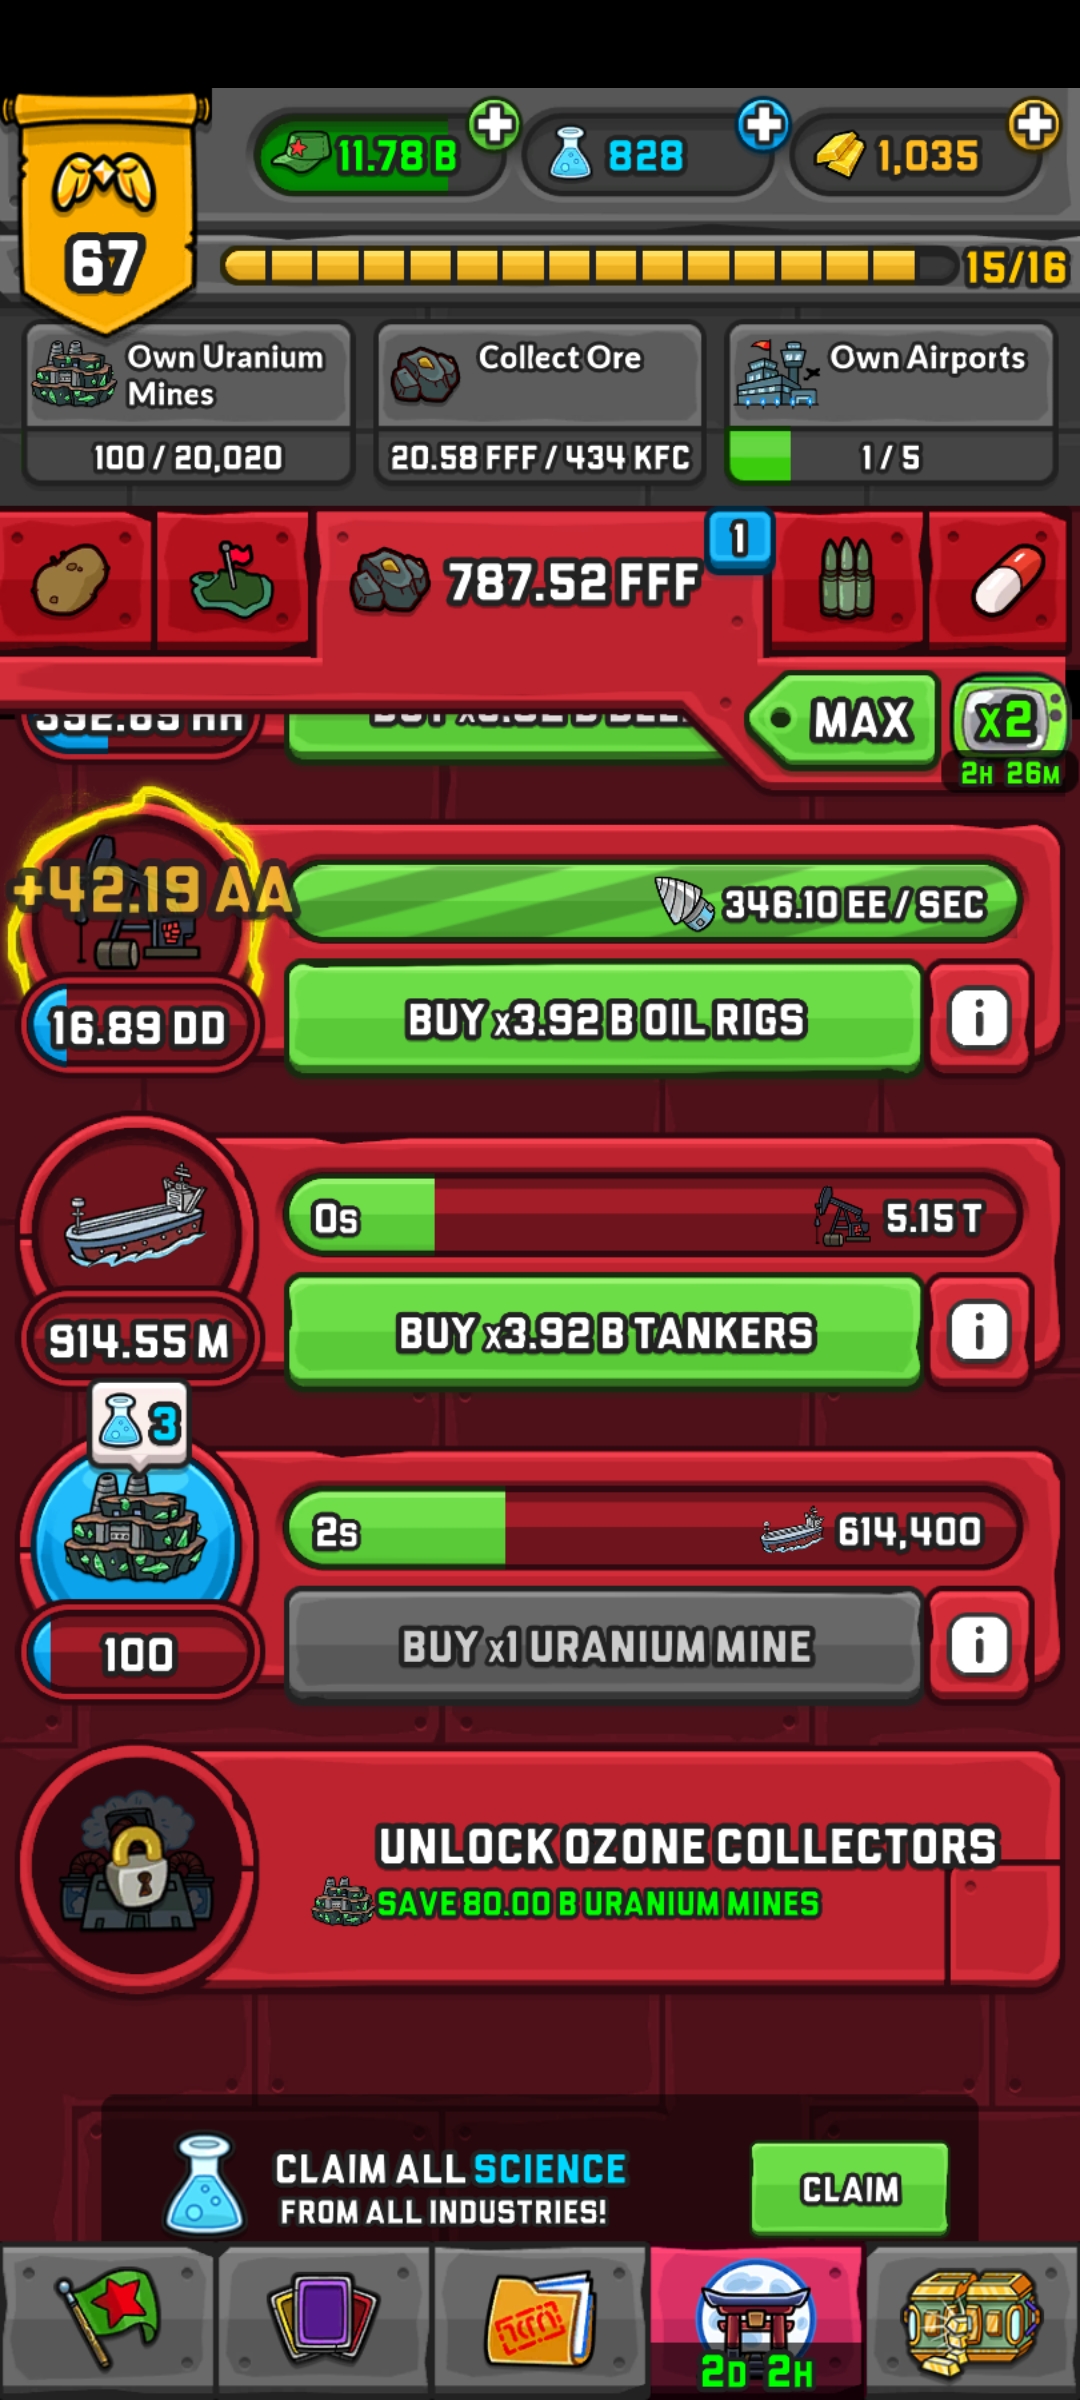 11.78 B
828
1,035
67
15/16
Own Uranium
Mines
100 / 20,020
Collect Ore
20.58 FFF / 434 KFC
Own Airports
1 / 5
787.52 FFF
1
MAX
x2
2H 26M
+42.19 AA
346.10 EE / SEC
16.89 DD
BUY x3.92 B OIL RIGS
i
0s
5.15 T
914.55 M
BUY x3.92 B TANKERS
i
3
2s
614,400
100
BUY x1 URANIUM MINE
i
UNLOCK OZONE COLLECTORS
SAVE 80.00 B URANIUM MINES
CLAIM ALL SCIENCE
FROM ALL INDUSTRIES!
CLAIM
2D 2H